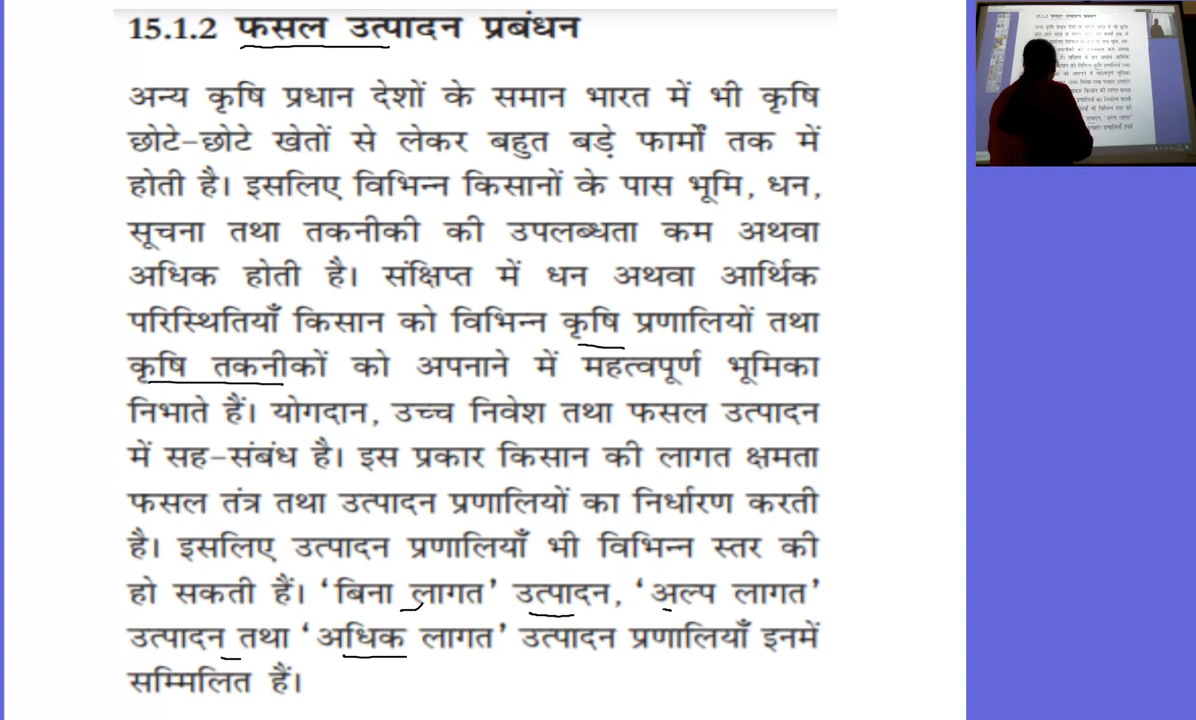 15.1.2 फसल उत्पादन प्रबंधन
अन्य कृषि प्रधान देशों के समान भारत में भी कृषि
छोटे-छोटे खेतों से लेकर बहुत बड़े फार्मों तक में
होती है। इसलिए विभिन्न किसानों के पास भूमि, धन,
सूचना तथा तकनीकी की उपलब्धता कम अथवा
अधिक होती है। संक्षिप्त में धन अथवा आर्थिक
परिस्थितियाँ किसान को विभिन्न कृषि प्रणालियों तथा
कृषि तकनीकों को अपनाने में महत्वपूर्ण भूमिका
निभाते हैं। योगदान, उच्च निवेश तथा फसल उत्पादन
में सह-संबंध है। इस प्रकार किसान की लागत क्षमता
फसल तंत्र तथा उत्पादन प्रणालियों का निर्धारण करती
है। इसलिए उत्पादन प्रणालियाँ भी विभिन्न स्तर की
हो सकती हैं। ‘बिना लागत’ उत्पादन, ‘अल्प लागत’
उत्पादन तथा ‘अधिक लागत’ उत्पादन प्रणालियाँ इनमें
सम्मिलित हैं।